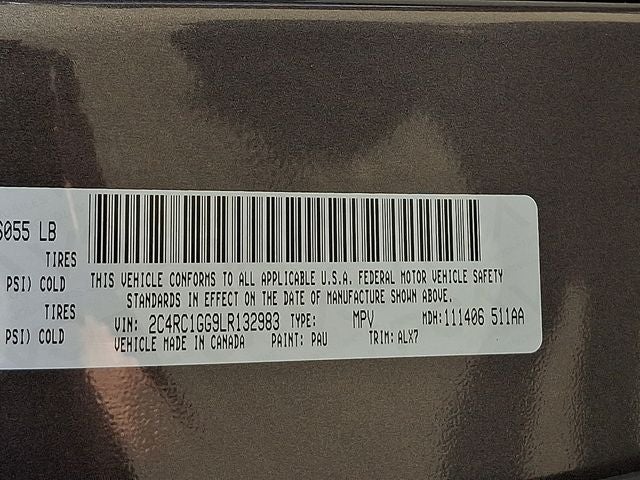 6055 LB
TIRES
PSI) COLD
TIRES
PSI) COLD
THIS VEHICLE CONFORMS TO ALL APPLICABLE U.S.A. FEDERAL MOTOR VEHICLE SAFETY
STANDARDS IN EFFECT ON THE DATE OF MANUFACTURE SHOWN ABOVE.
VIN: 2C4RC1GG9LR132983 TYPE: MPV MDH: 111406 511AA
VEHICLE MADE IN CANADA PAINT: PAU TRIM: ALX7